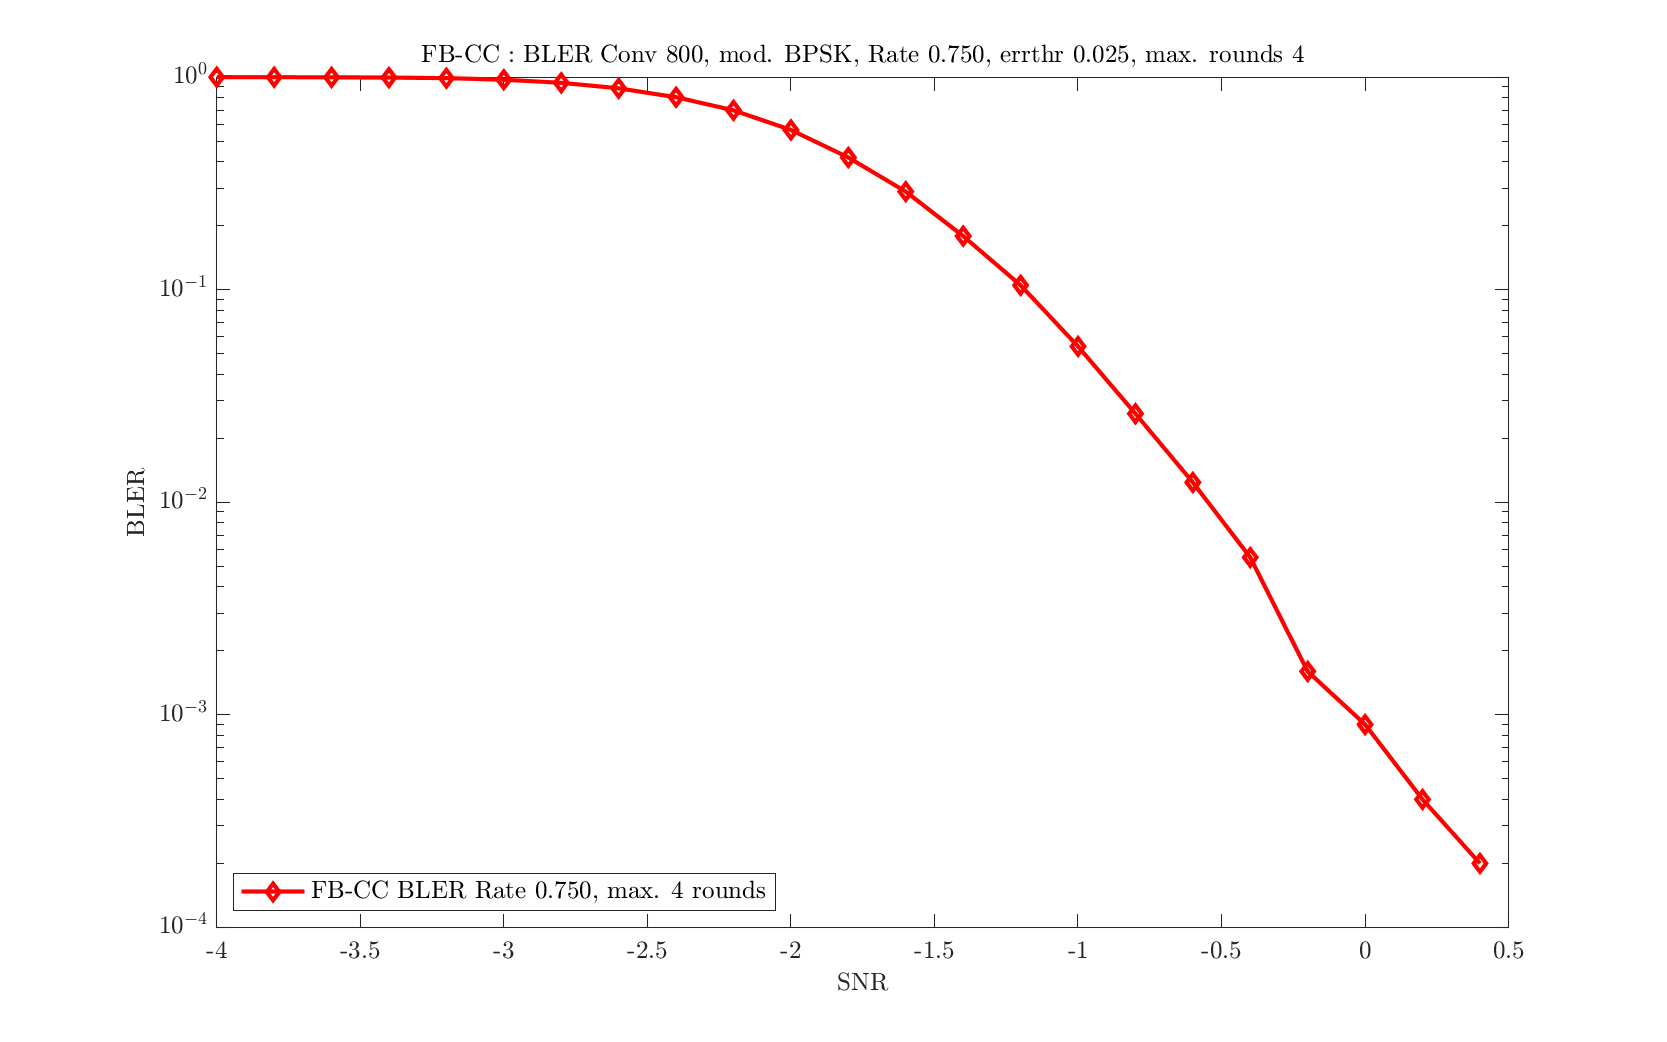 FB-CC : BLER Conv 800, mod. BPSK, Rate 0.750, errthr 0.025, max. rounds 4
10^0
10^−1
10^−2
10^−3
10^−4
BLER
FB-CC BLER Rate 0.750, max. 4 rounds
-4 -3.5 -3 -2.5 -2 -1.5 -1 -0.5 0 0.5
SNR